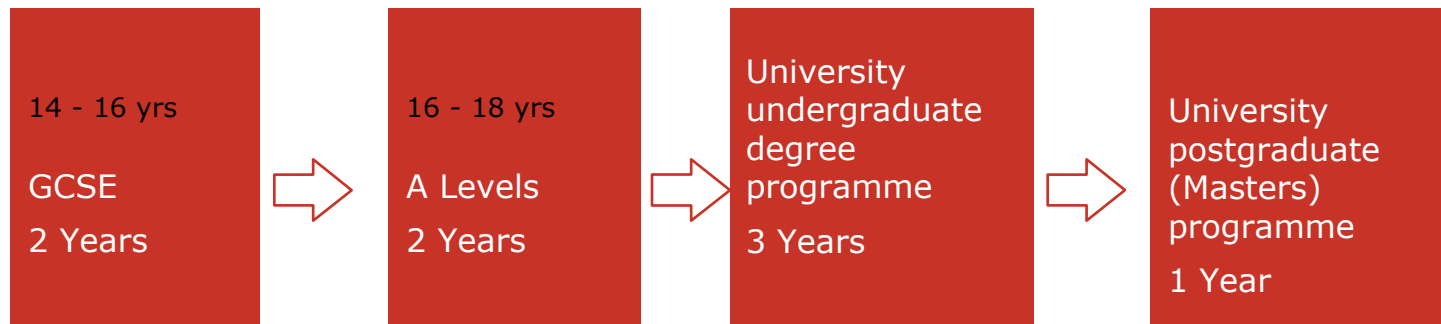 14 - 16 yrs
GCSE
2 Years
16 - 18 yrs
A Levels
2 Years
University
undergraduate
degree
programme
3 Years
University
postgraduate
(Masters)
programme
1 Year